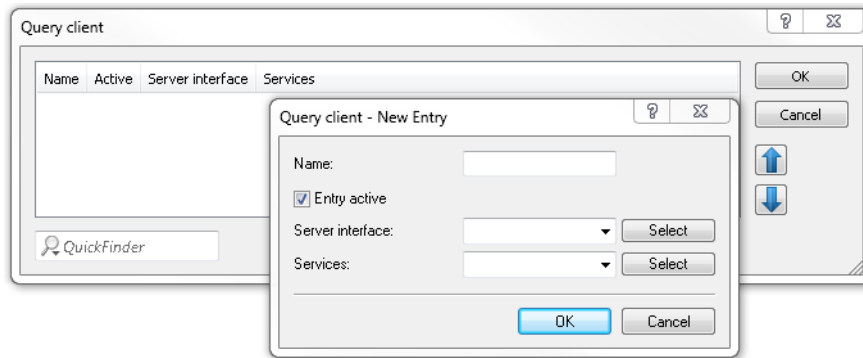 Query client
Name Active Server interface Services
OK
Cancel
QuickFinder
Query client - New Entry
Name:
Entry active
Server interface:
Select
Services:
Select
OK
Cancel